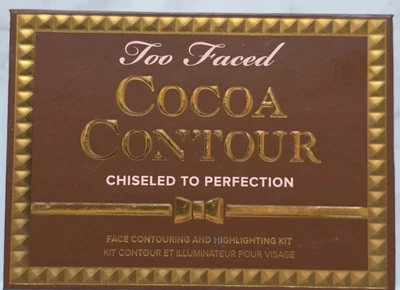 Too Faced
COCOA
CONTOUR
CHISELED TO PERFECTION
FACE CONTOURING AND HIGHLIGHTING KIT
KIT CONTOUR ET ILLUMINATEUR POUR VISAGE